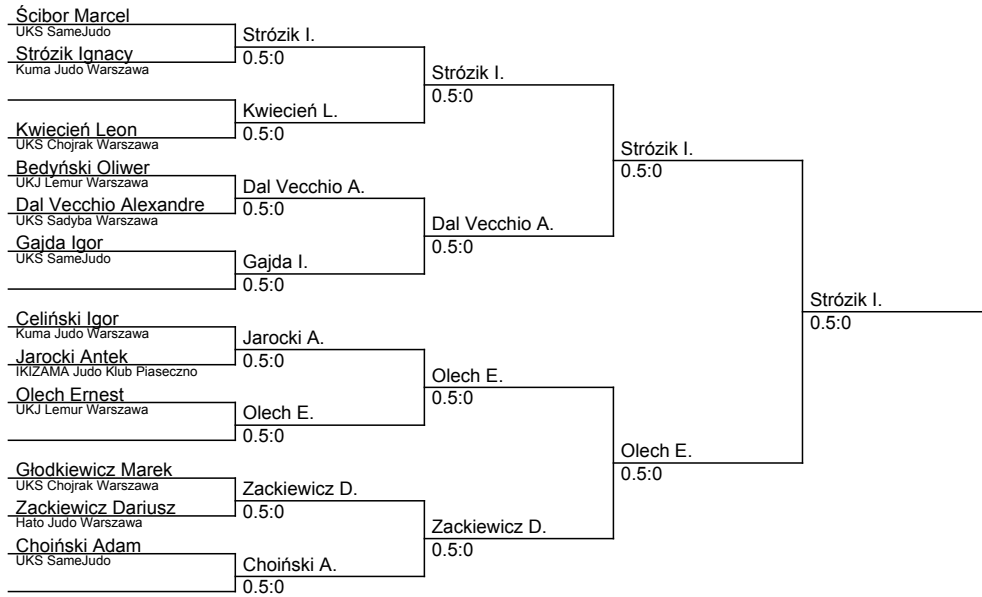 Ścibor Marcel
UKS SameJudo
Strózik Ignacy
Kuma Judo Warszawa
Kwiecień Leon
UKS Chojrak Warszawa
Bedyński Oliwer
UKJ Lemur Warszawa
Dal Vecchio Alexandre
UKS Sadyba Warszawa
Gajda Igor
UKS SameJudo
Celiński Igor
Kuma Judo Warszawa
Jarocki Antek
IKIZAMA Judo Klub Piaseczno
Olech Ernest
UKJ Lemur Warszawa
Głodkiewicz Marek
UKS Chojrak Warszawa
Zackiewicz Dariusz
Hato Judo Warszawa
Choiński Adam
UKS SameJudo
Strózik I.
0.5:0
Kwiecień L.
0.5:0
Dal Vecchio A.
0.5:0
Gajda I.
0.5:0
Jarocki A.
0.5:0
Olech E.
0.5:0
Zackiewicz D.
0.5:0
Choiński A.
0.5:0
Strózik I.
0.5:0
Dal Vecchio A.
0.5:0
Olech E.
0.5:0
Zackiewicz D.
0.5:0
Strózik I.
0.5:0
Olech E.
0.5:0
Strózik I.
0.5:0